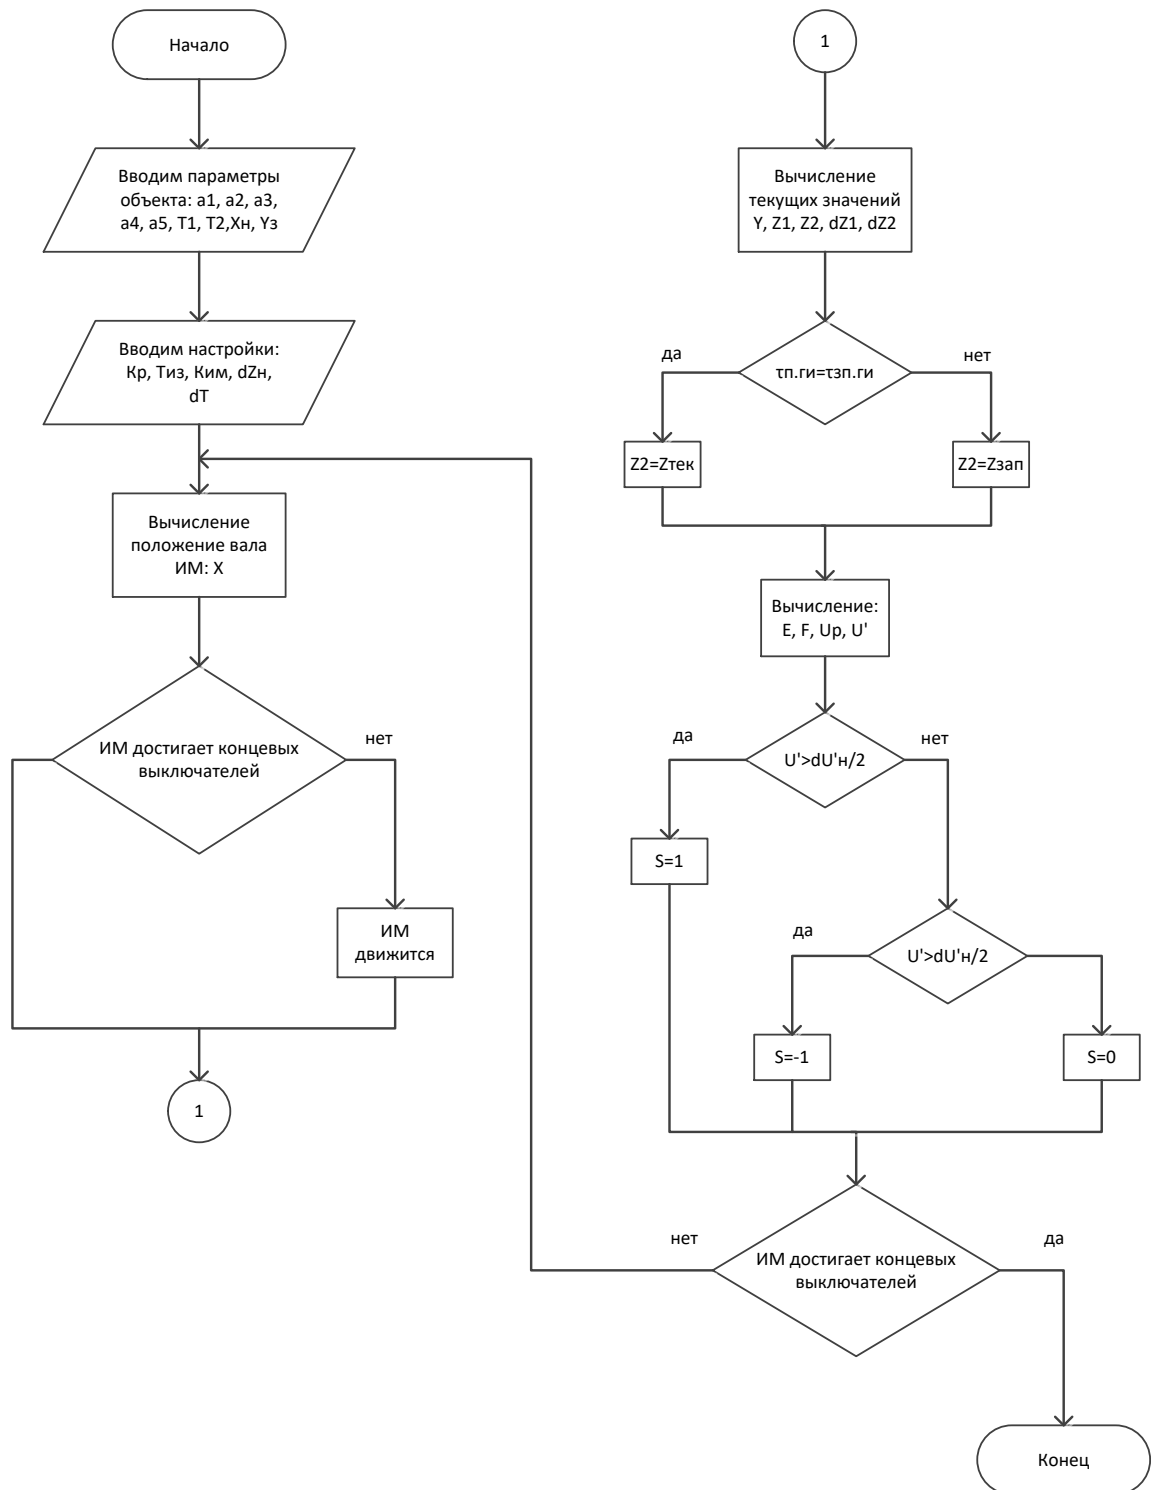 Начало
Вводим параметры
объекта: а1, а2, а3,
а4, а5, Т1, Т2,Хн, Yз
Вводим настройки:
Кр, Тиз, Ким, dZн,
dT
Вычисление
положение вала
ИМ: X
ИМ достигает концевых
выключателей
нет
ИМ
движится
1
1
Вычисление
текущих значений
Y, Z1, Z2, dZ1, dZ2
τп.ги=τзп.ги
да
нет
Z2=Zтек
Z2=Zзап
Вычисление:
E, F, Up, U'
U'>dU'н/2
да
нет
S=1
U'>dU'н/2
да
S=-1
S=0
ИМ достигает концевых
выключателей
нет
да
Конец